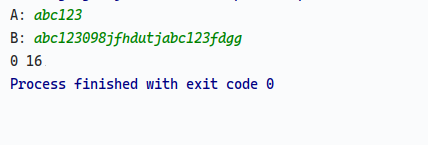 A: abc123
B: abc123098jfhdutjabc123fdgg
0 16
Process finished with exit code 0